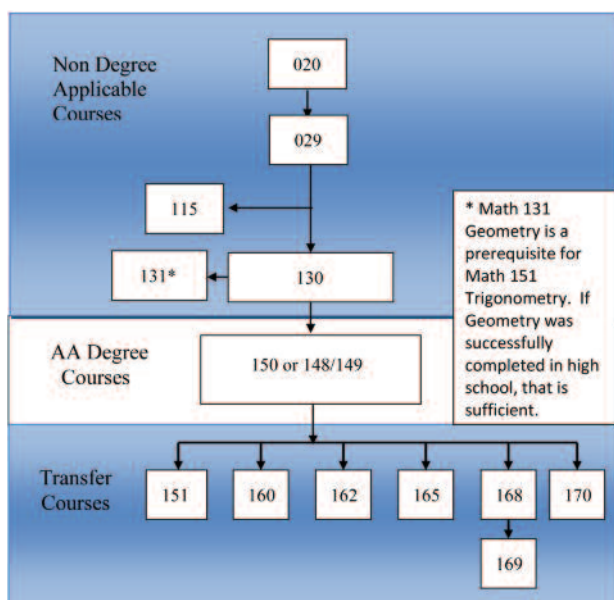 020
Non Degree
Applicable
Courses
029
115
131*
130
* Math 131
Geometry is a
prerequisite for
Math 151
Trigonometry. If
Geometry was
successfully
completed in high
school, that is
sufficient.
AA Degree
Courses
150 or 148/149
Transfer
Courses
151
160
162
165
168
170
169